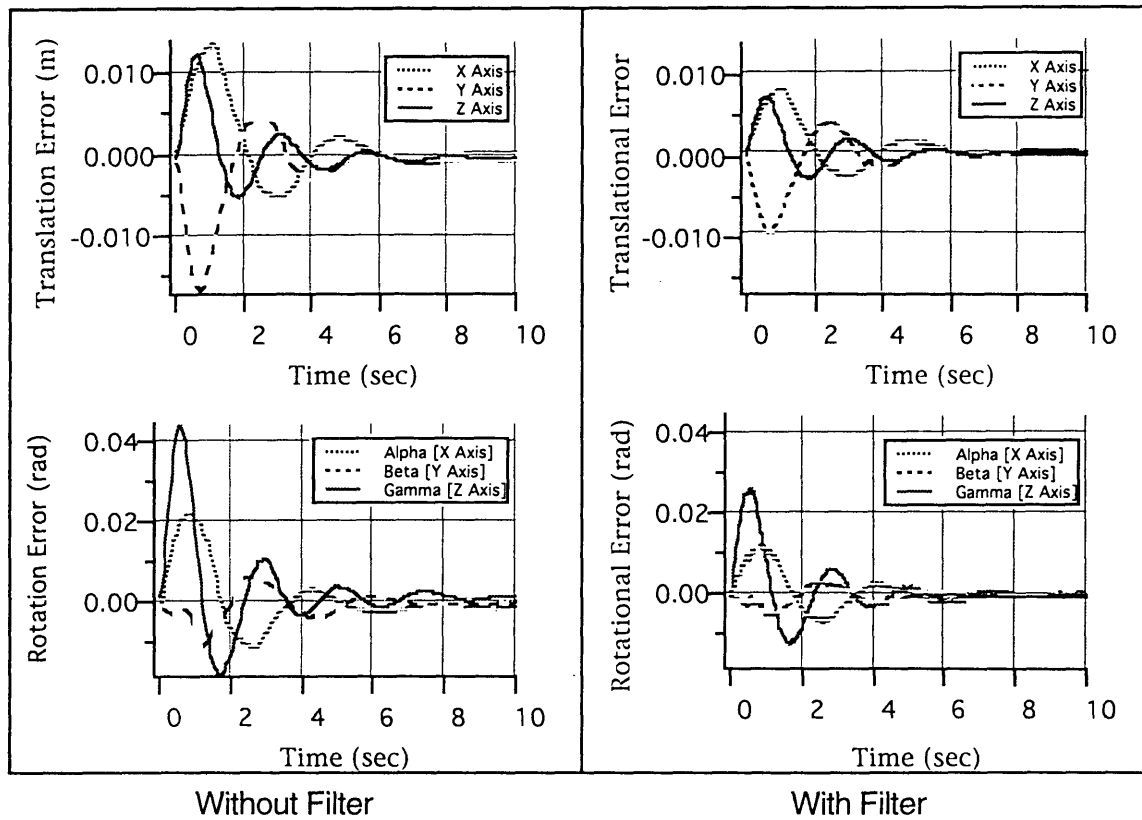 Translation Error (m)
0.010
0.000
-0.010
X Axis
Y Axis
Z Axis
0 2 4 6 8 10
Time (sec)
Translational Error
0.010
0.000
-0.010
X Axis
Y Axis
Z Axis
0 2 4 6 8 10
Time (sec)
Rotation Error (rad)
0.04
0.02
0.00
Alpha [X Axis]
Beta [Y Axis]
Gamma [Z Axis]
0 2 4 6 8 10
Time (sec)
Rotational Error (rad)
0.04
0.02
0.00
Alpha [X Axis]
Beta [Y Axis]
Gamma [Z Axis]
0 2 4 6 8 10
Time (sec)
Without Filter
With Filter